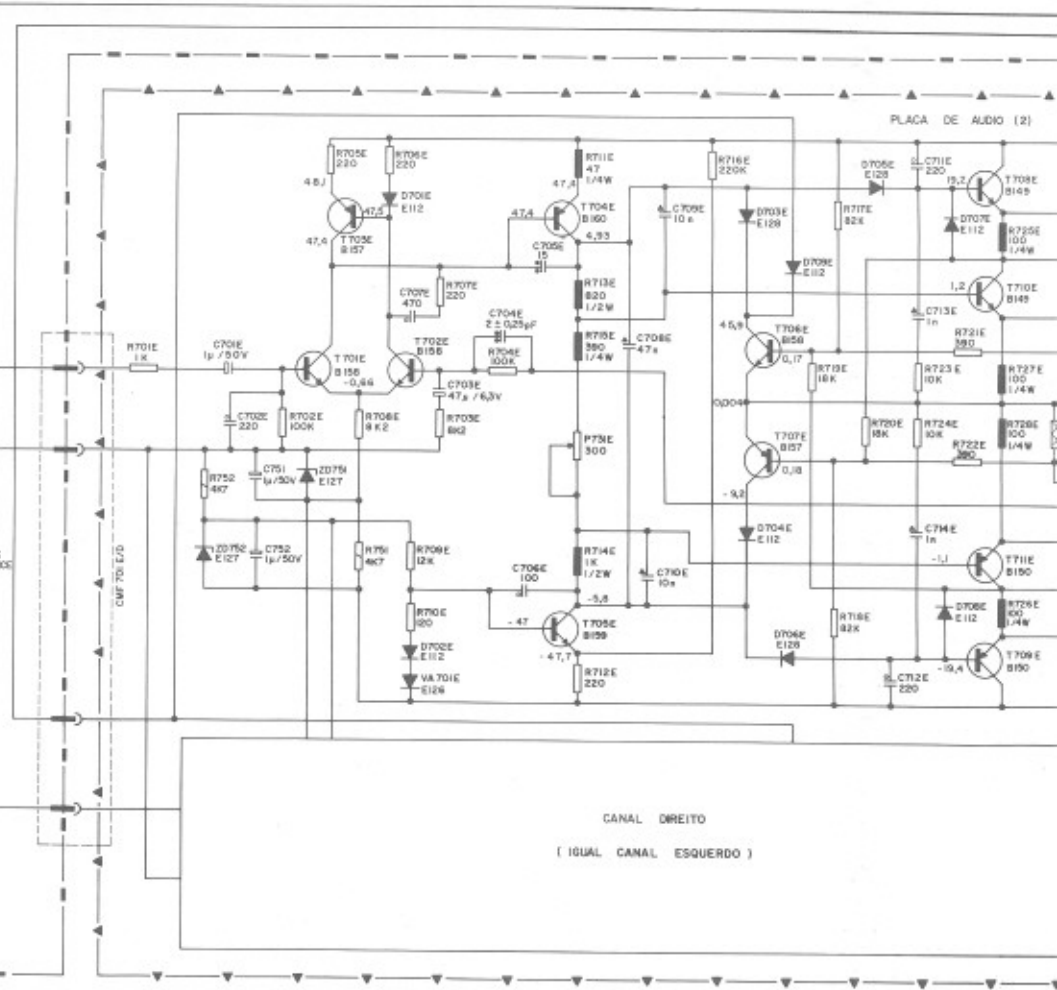 PLACA DE AUDIO (2)
R705E
220
R706E
220
48,1
D701E
E112
47,5
47,4
T703E
B157
R711E
47
1/4W
47,4
T704E
B160
47,4
4,93
C705E
15
R716E
220K
C709E
10n
D703E
E128
D709E
E112
R717E
82K
D705E
E128
C711E
220
19,2
T708E
B149
D707E
E112
R725E
100
1/4W
R707E
220
C707E
470
R713E
820
1/2W
1,2
T710E
B149
C704E
2 ± 0,25pF
R704E
100K
R715E
390
1/4W
C708E
47n
45,9
T706E
B158
0,17
C713E
1n
R721E
390
R701E
1K
C701E
1µ / 50V
T701E
B158
-0,66
T702E
B158
C703E
47µ / 6,3V
R719E
18K
R723E
10K
R727E
100
1/4W
C702E
220
R702E
100K
R708E
8K2
R703E
8K2
P731E
300
0,004
T707E
B157
0,18
R720E
18K
R724E
10K
R728E
100
1/4W
R722E
390
R752
4K7
C751
1µ/50V
ZD751
E127
-9,2
ZD752
E127
C752
1µ/50V
R751
4K7
R709E
12K
D704E
E112
C714E
1n
-1,1
T711E
B150
CMF 701 E/D
C706E
100
R714E
1K
1/2W
C710E
10n
-5,8
R710E
120
-47
T705E
B159
R718E
82K
D708E
E112
R726E
100
1/4W
D702E
E112
VA701E
E126
-47,7
R712E
220
D706E
E128
-19,4
T709E
B150
C712E
220
CANAL DIREITO
( IGUAL CANAL ESQUERDO )